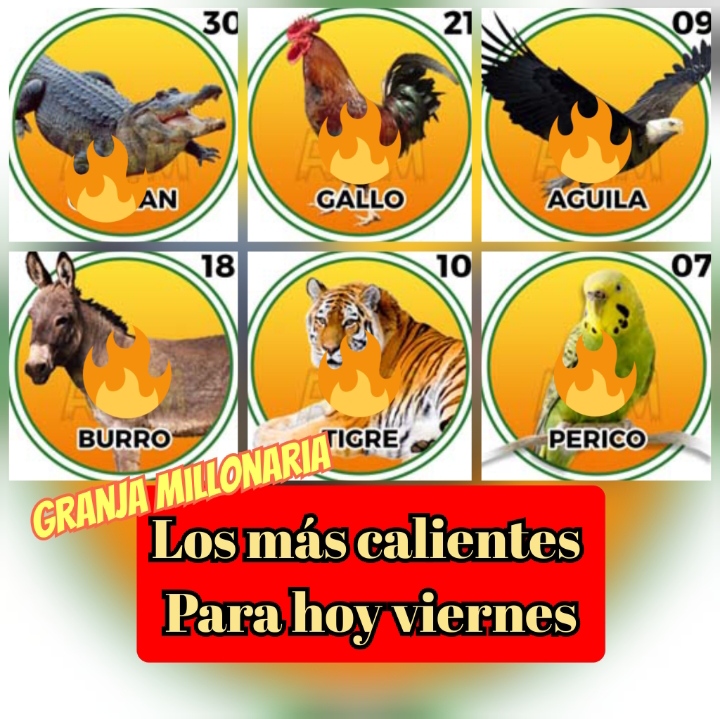 30
21
09
AN
GALLO
AGUILA
18
10
07
BURRO
TIGRE
PERICO
GRANJA MILLONARIA
Los más calientes
Para hoy viernes